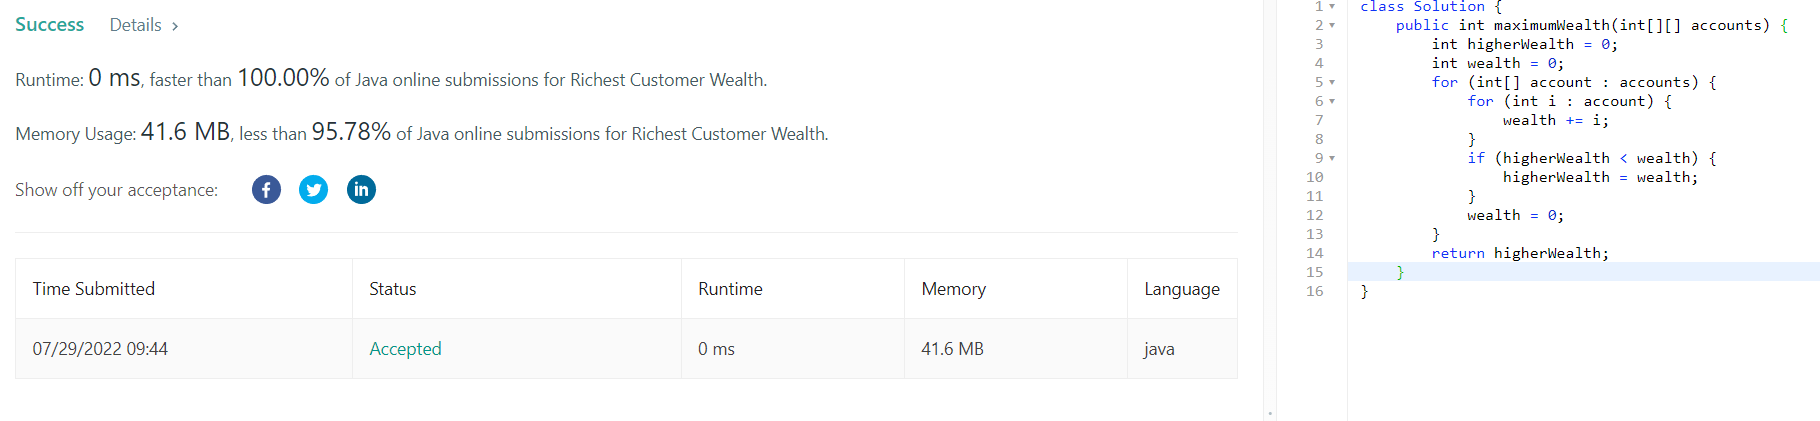 Success Details >
Runtime: 0 ms, faster than 100.00% of Java online submissions for Richest Customer Wealth.
Memory Usage: 41.6 MB, less than 95.78% of Java online submissions for Richest Customer Wealth.
Show off your acceptance:
Time Submitted Status Runtime Memory Language
07/29/2022 09:44 Accepted 0 ms 41.6 MB java
1 class Solution {
2     public int maximumWealth(int[][] accounts) {
3         int higherWealth = 0;
4         int wealth = 0;
5         for (int[] account : accounts) {
6             for (int i : account) {
7                 wealth += i;
8             }
9             if (higherWealth < wealth) {
10                 higherWealth = wealth;
11             }
12             wealth = 0;
13         }
14         return higherWealth;
15     }
16 }